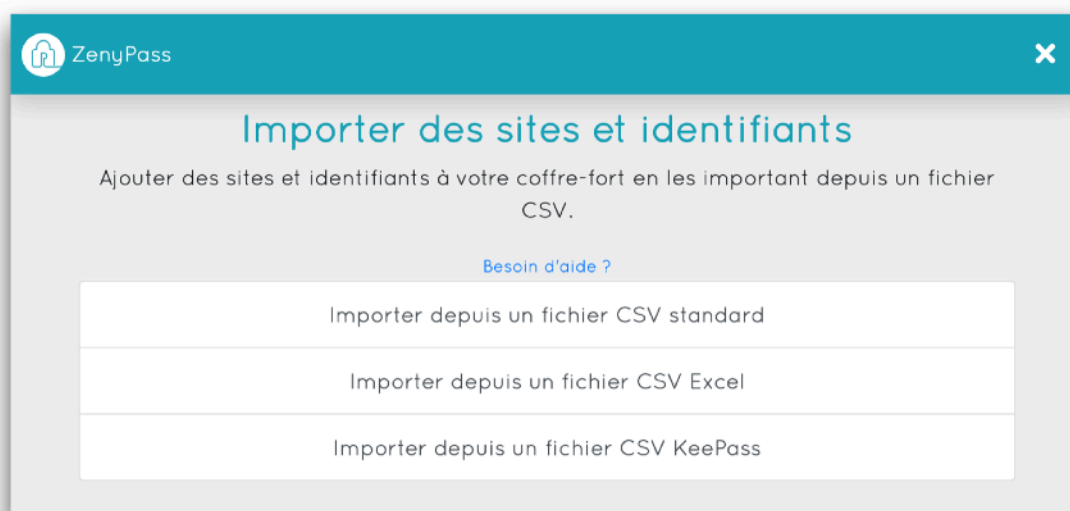 ZenyPass
Importer des sites et identifiants
Ajouter des sites et identifiants à votre coffre-fort en les important depuis un fichier
CSV.
Besoin d'aide ?
Importer depuis un fichier CSV standard
Importer depuis un fichier CSV Excel
Importer depuis un fichier CSV KeePass